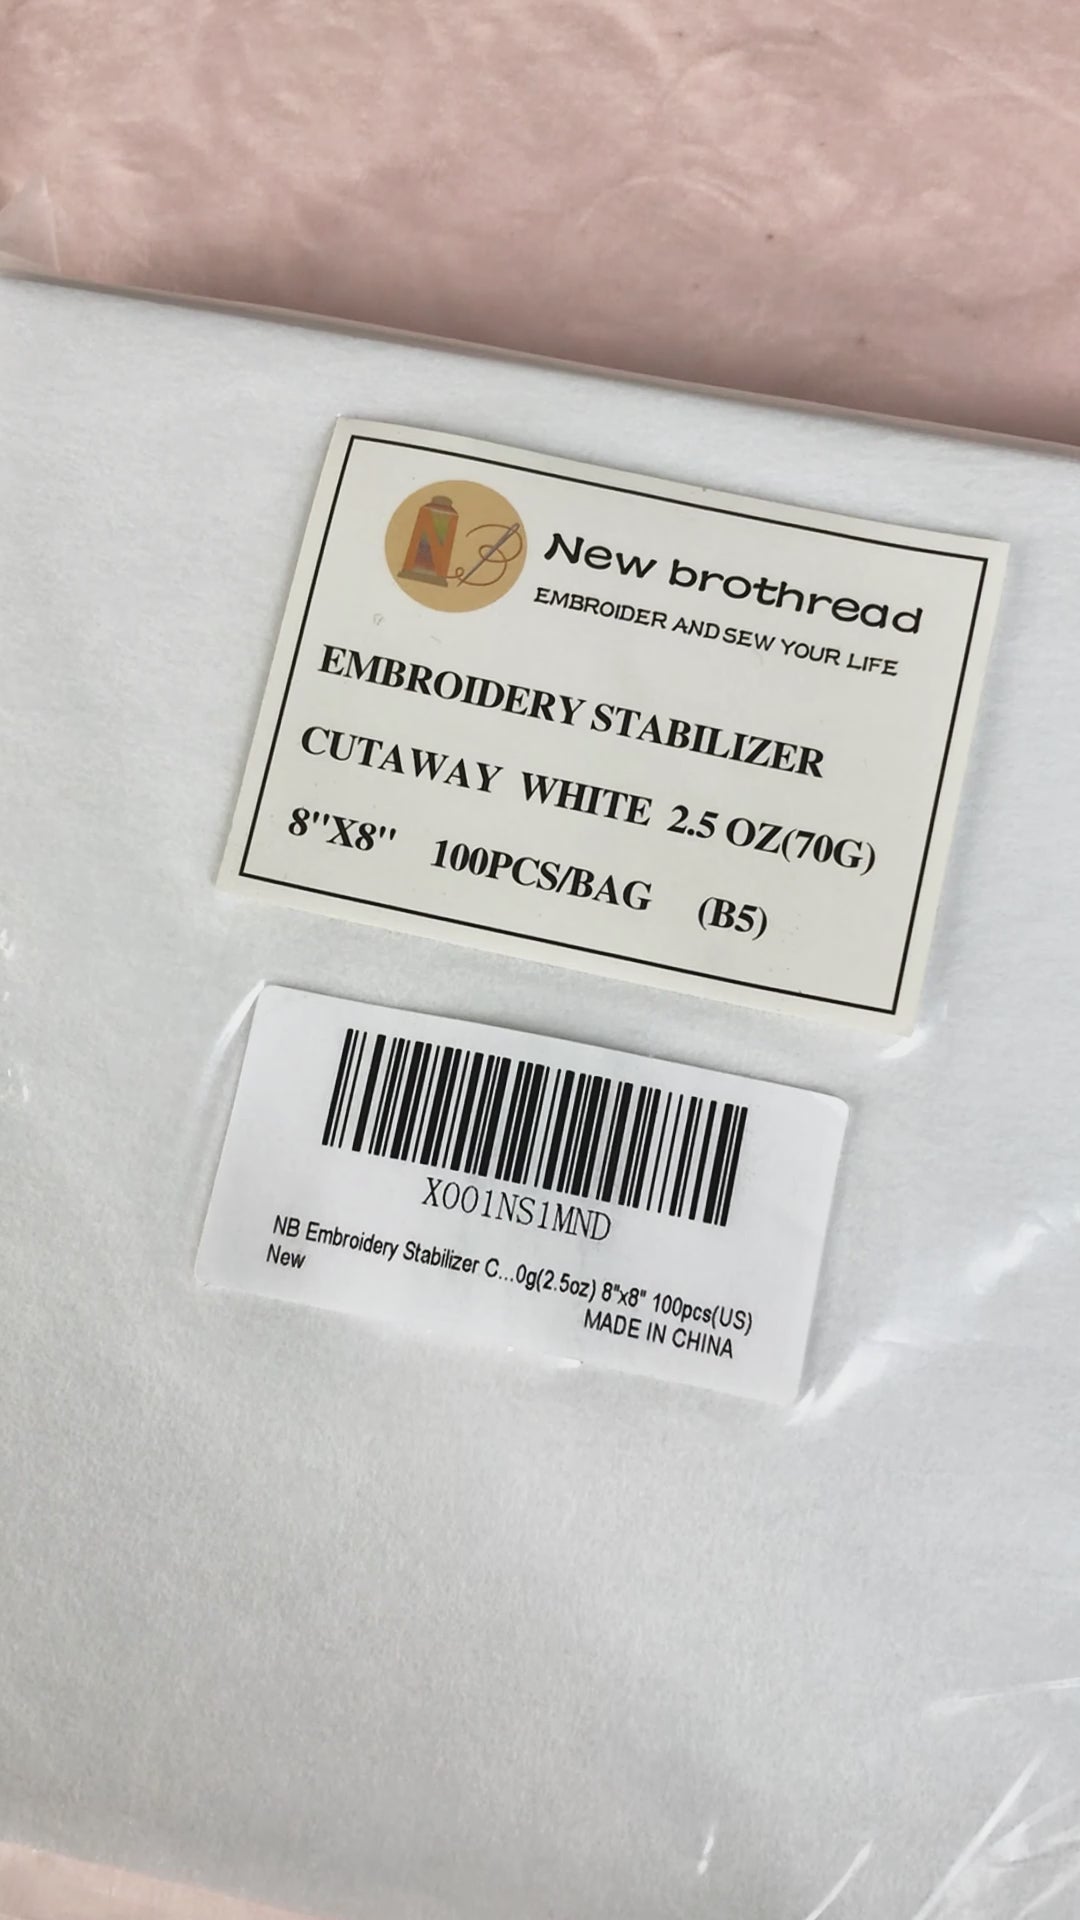 New brothread
EMBROIDER AND SEW YOUR LIFE
EMBROIDERY STABILIZER
CUTAWAY WHITE 2.5 OZ(70G)
8"X8" 100PCS/BAG (B5)
X001NS1MND
NB Embroidery Stabilizer C...0g(2.5oz) 8"x8" 100pcs(US)
New
MADE IN CHINA